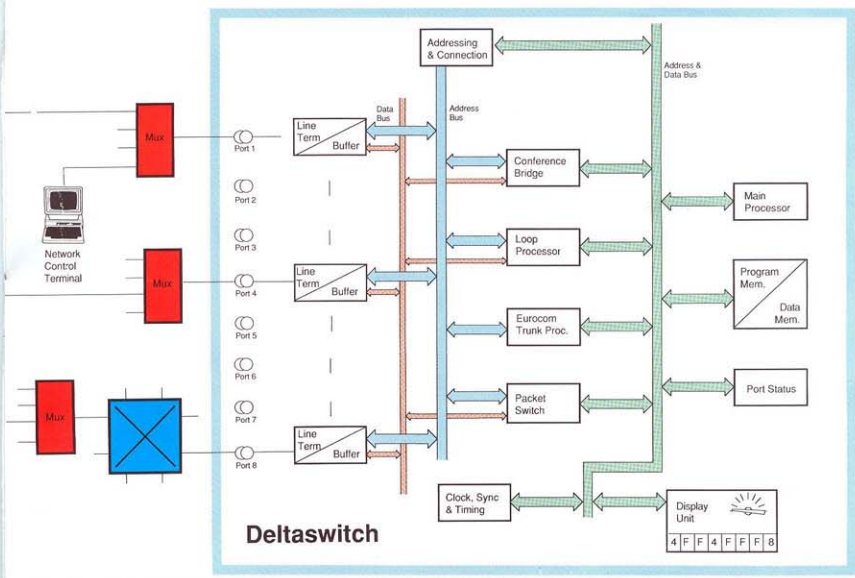 Addressing
& Connection
Address &
Data Bus
Data
Bus
Address
Bus
Mux
Port 1
Line
Term
Buffer
Conference
Bridge
Port 2
Main
Processor
Network
Control
Terminal
Port 3
Loop
Processor
Mux
Port 4
Line
Term
Buffer
Program
Mem.
Data
Mem.
Port 5
Eurocom
Trunk Proc.
Port 6
Port Status
Mux
Port 7
Packet
Switch
Port 8
Line
Term
Buffer
Clock, Sync
& Timing
Display
Unit
4 F F 4 F F F 8
Deltaswitch